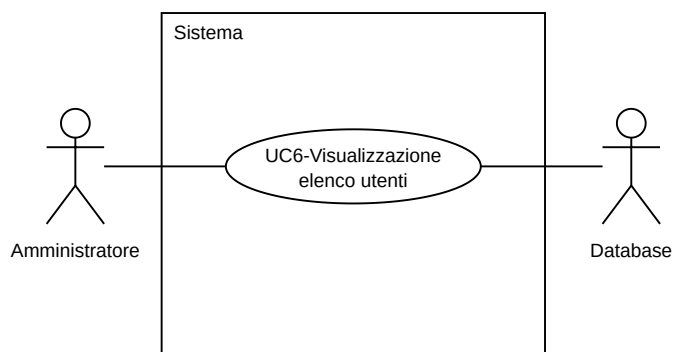 Sistema
UC6-Visualizzazione
elenco utenti
Amministratore
Database